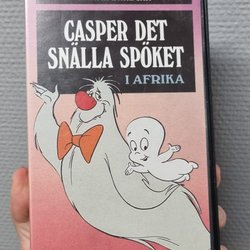 CASPER DET
SNÄLLA SPÖKET
I AFRIKA